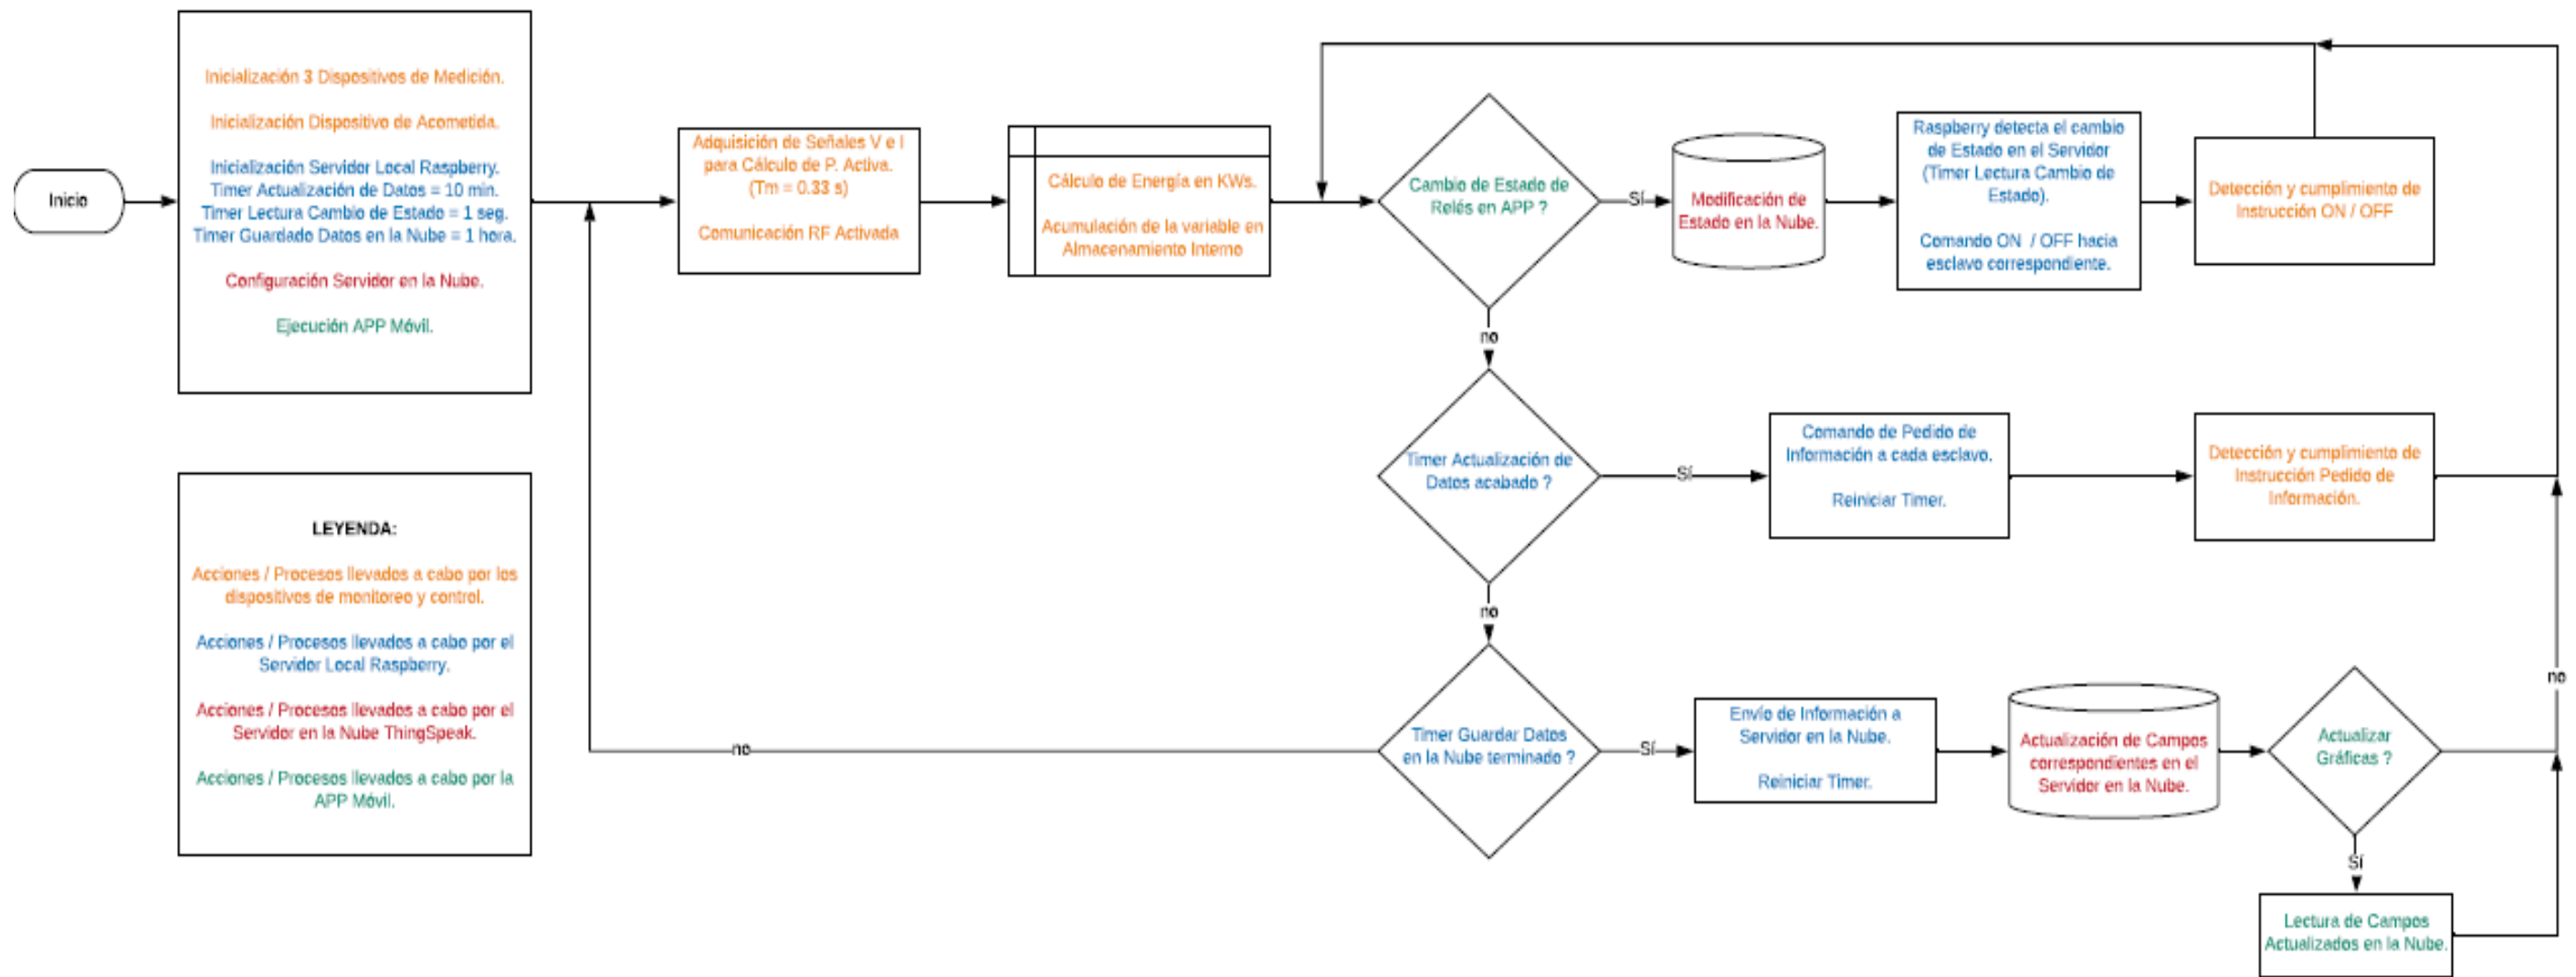 Inicio
Inicialización 3 Dispositivos de Medición.
Inicialización Dispositivo de Acometida.
Inicialización Servidor Local Raspberry.
Timer Actualización de Datos = 10 min.
Timer Lectura Cambio de Estado = 1 seg.
Timer Guardado Datos en la Nube = 1 hora.
Configuración Servidor en la Nube.
Ejecución APP Móvil.
Adquisición de Señales V e I
para Cálculo de P. Activa.
(Tm = 0.33 s)
Comunicación RF Activada
Cálculo de Energía en KWs.
Acumulación de la variable en
Almacenamiento Interno
Cambio de Estado de
Relés en APP ?
Sí
Modificación de
Estado en la Nube.
Raspberry detecta el cambio
de Estado en el Servidor
(Timer Lectura Cambio de
Estado).
Comando ON / OFF hacia
esclavo correspondiente.
Detección y cumplimiento de
Instrucción ON / OFF
no
Timer Actualización de
Datos acabado ?
Sí
Comando de Pedido de
Información a cada esclavo.
Reiniciar Timer.
Detección y cumplimiento de
Instrucción Pedido de
Información.
no
Timer Guardar Datos
en la Nube terminado ?
no
Sí
Envío de Información a
Servidor en la Nube.
Reiniciar Timer.
Actualización de Campos
correspondientes en el
Servidor en la Nube.
Actualizar
Gráficas ?
no
Sí
Lectura de Campos
Actualizados en la Nube.
LEYENDA:
Acciones / Procesos llevados a cabo por los
dispositivos de monitoreo y control.
Acciones / Procesos llevados a cabo por el
Servidor Local Raspberry.
Acciones / Procesos llevados a cabo por el
Servidor en la Nube ThingSpeak.
Acciones / Procesos llevados a cabo por la
APP Móvil.